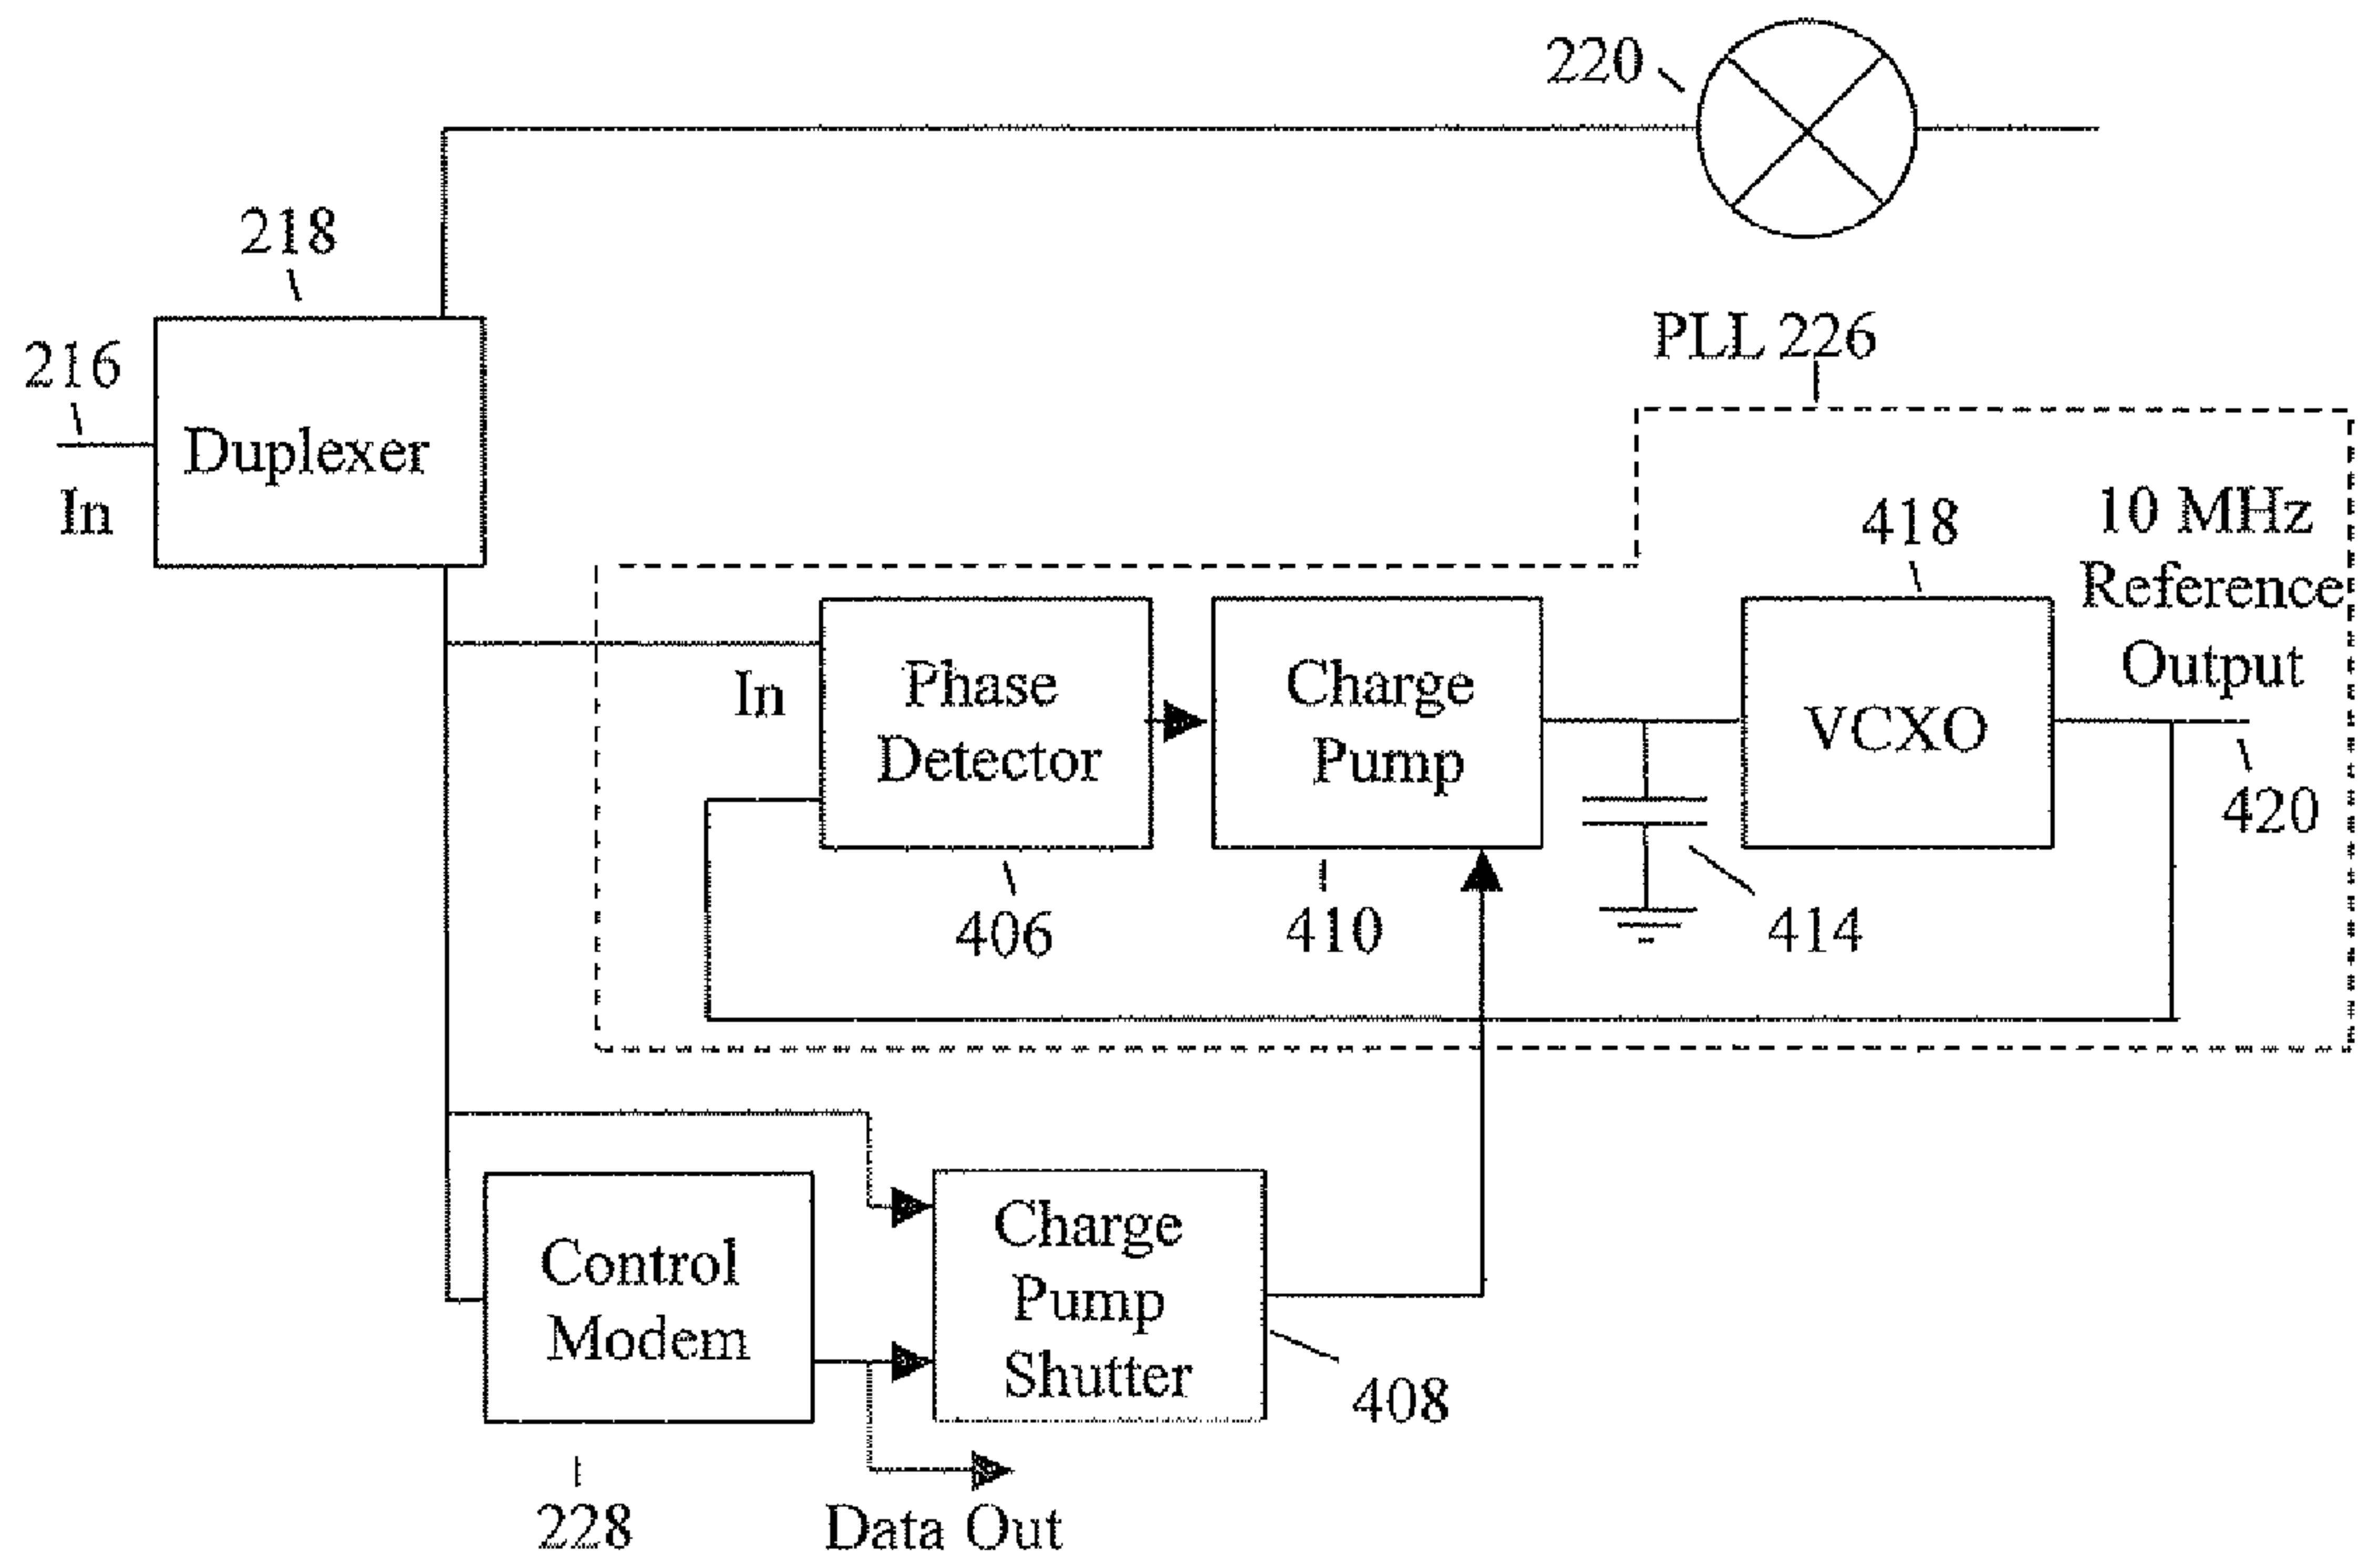 220
218
PLL 226
216
Duplexer
In
418
10 MHz
Reference
Output
In
Phase
Detector
Charge
Pump
VCXO
420
406
410
414
Control
Modem
Charge
Pump
Shutter
408
228
Data Out